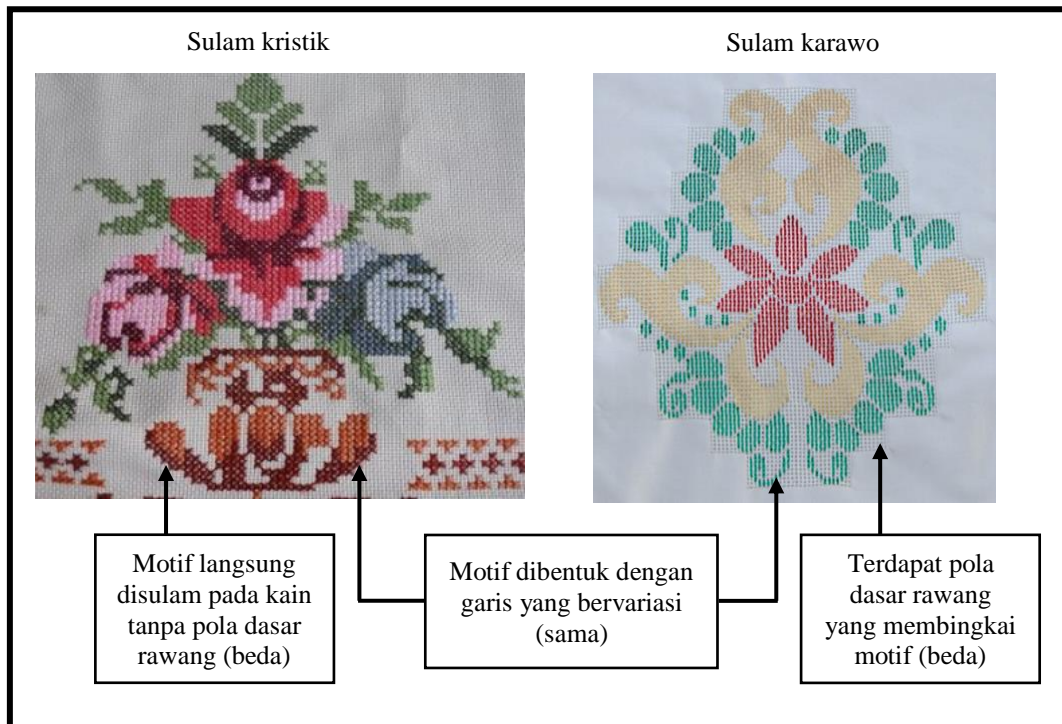 Sulam kristik
Sulam karawo
Motif langsung
disulam pada kain
tanpa pola dasar
rawang (beda)
Motif dibentuk dengan
garis yang bervariasi
(sama)
Terdapat pola
dasar rawang
yang membingkai
motif (beda)